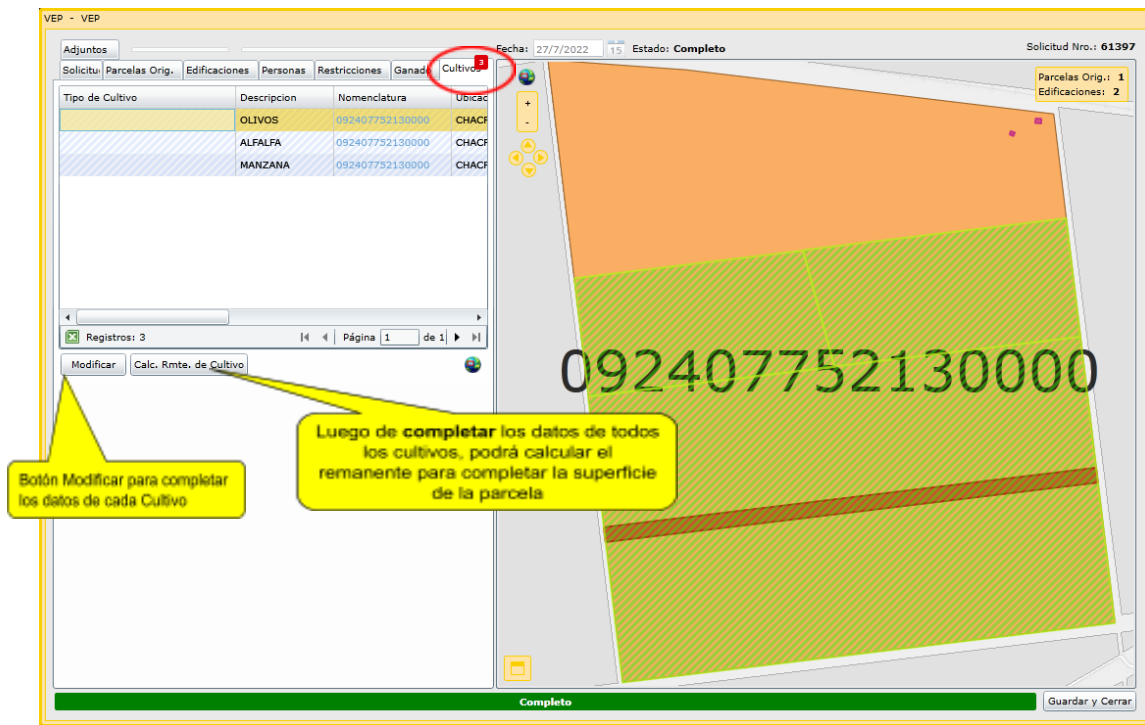 VEP - VEP
Adjuntos
Fecha: 27/7/2022 15 Estado: Completo
Solicitud Nro.: 61397
Solicitu Parcelas Orig. Edificaciones Personas Restricciones Ganado Cultivos 3
Tipo de Cultivo Descripcion Nomenclatura Ubicac
OLIVOS 092407752130000 CHACF
ALFALFA 092407752130000 CHACF
MANZANA 092407752130000 CHACF
Registros: 3 Página 1 de 1
Modificar Calc. Rmte. de Cultivo
Botón Modificar para completar
los datos de cada Cultivo
Luego de completar los datos de todos
los cultivos, podrá calcular el
remanente para completar la superficie
de la parcela
+
-
Parcelas Orig.: 1
Edificaciones: 2
092407752130000
Completo
Guardar y Cerrar